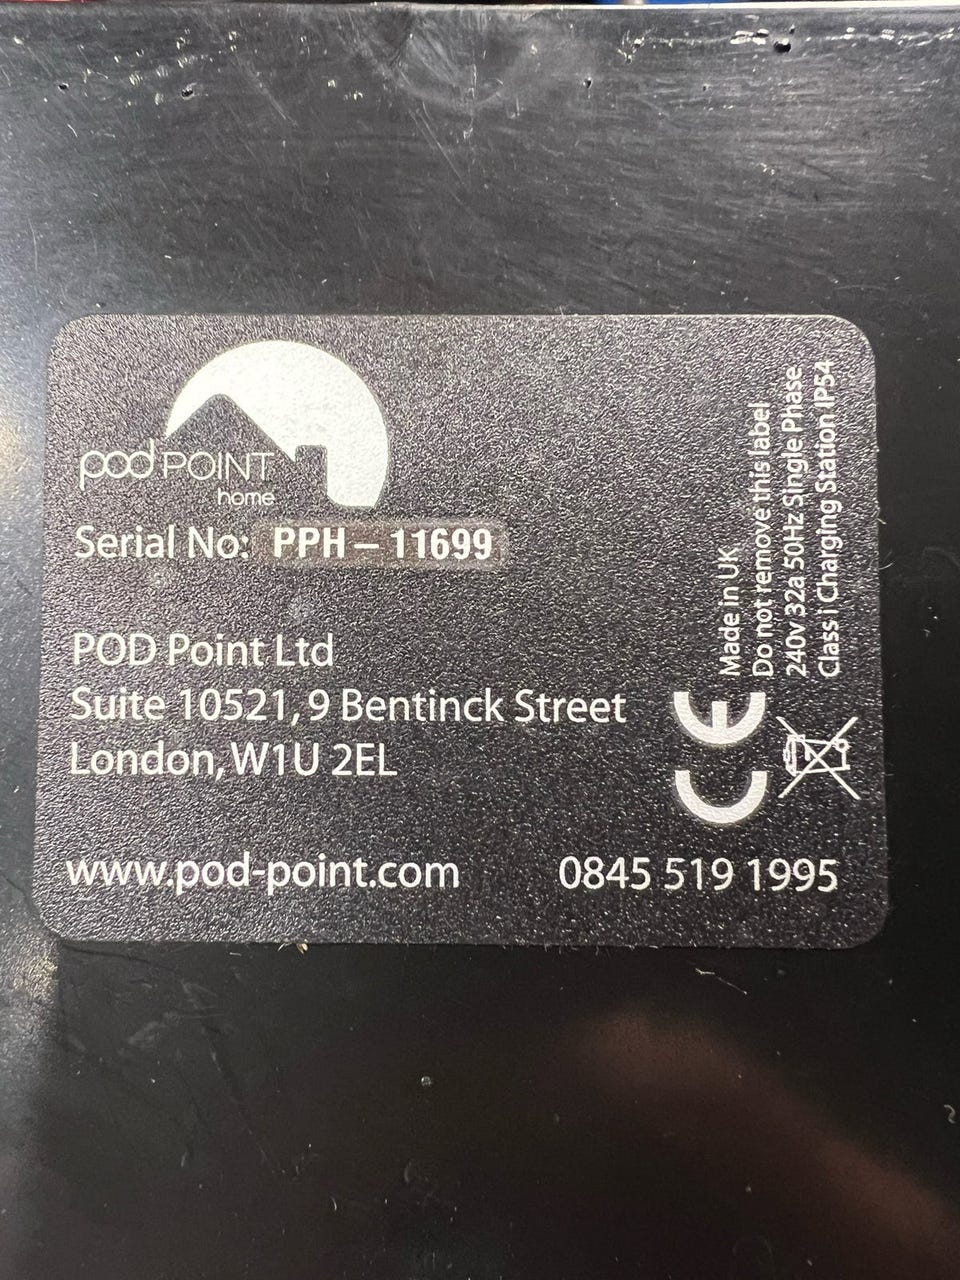 pod POINT
home
Serial No: PPH – 11699
POD Point Ltd
Suite 10521, 9 Bentinck Street
London, W1U 2EL
www.pod-point.com 0845 519 1995
Made in UK
Do not remove this label
240v 32a 50Hz Single Phase
Class i Charging Station IP54
CE